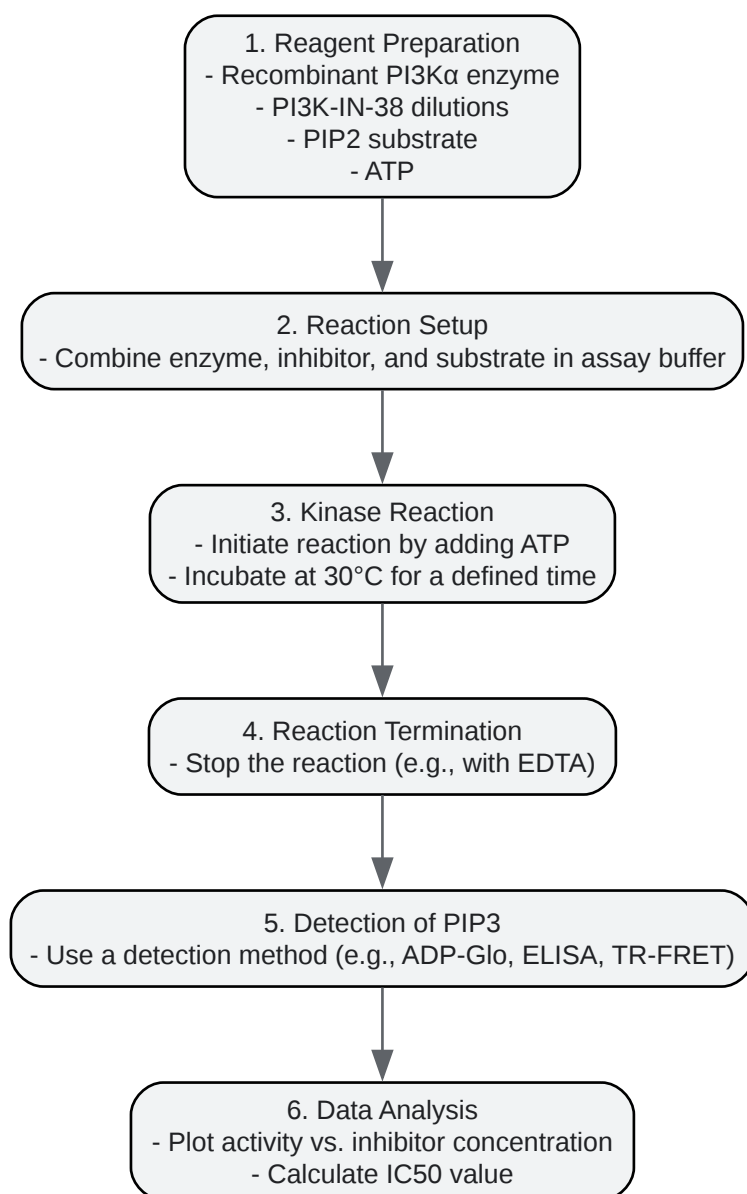 1. Reagent Preparation
- Recombinant PI3Kα enzyme
- PI3K-IN-38 dilutions
- PIP2 substrate
- ATP
2. Reaction Setup
- Combine enzyme, inhibitor, and substrate in assay buffer
3. Kinase Reaction
- Initiate reaction by adding ATP
- Incubate at 30°C for a defined time
4. Reaction Termination
- Stop the reaction (e.g., with EDTA)
5. Detection of PIP3
- Use a detection method (e.g., ADP-Glo, ELISA, TR-FRET)
6. Data Analysis
- Plot activity vs. inhibitor concentration
- Calculate IC50 value